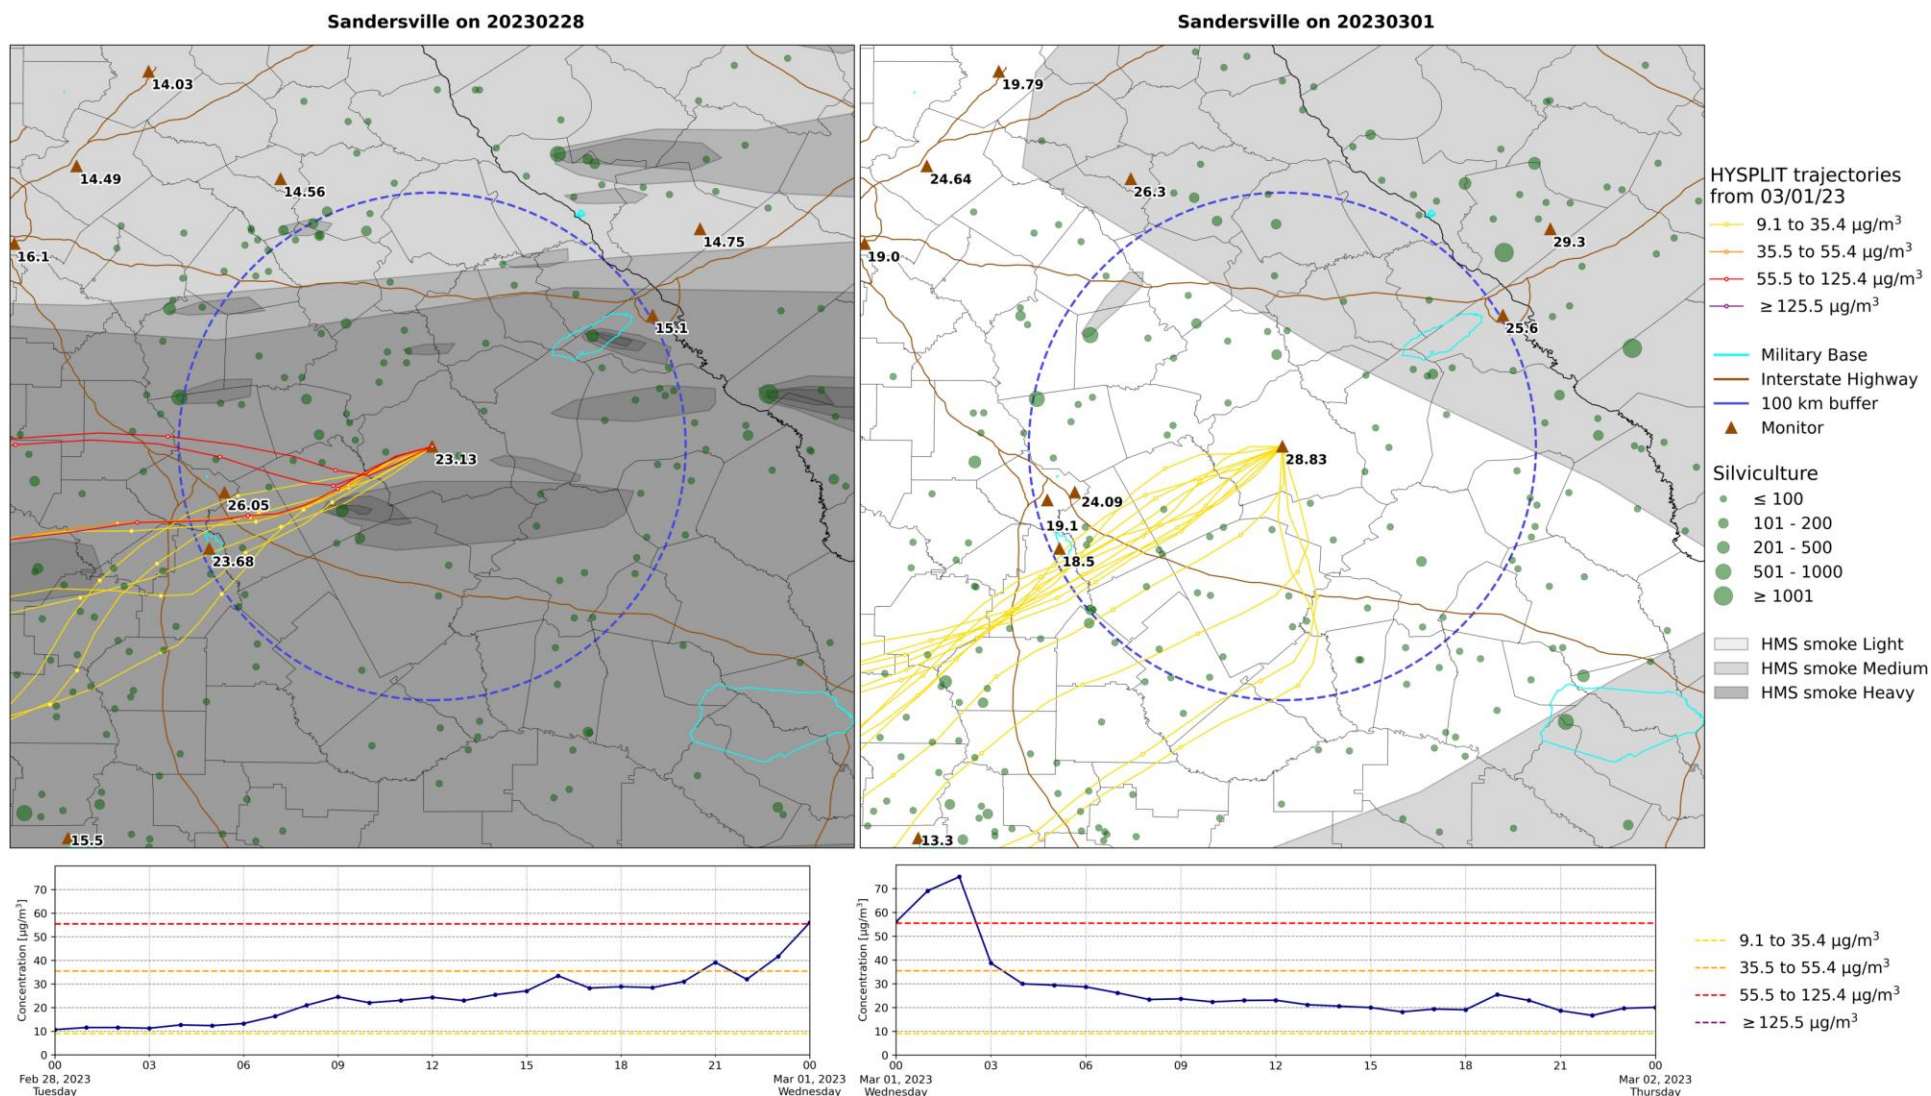 Sandersville on 20230228
14.03
14.49
14.56
16.1
14.75
15.1
23.13
26.05
23.68
15.5
Sandersville on 20230301
19.79
24.64
26.3
19.0
29.3
25.6
28.83
24.09
19.1
18.5
13.3
HYSPLIT trajectories
from 03/01/23
9.1 to 35.4 µg/m³
35.5 to 55.4 µg/m³
55.5 to 125.4 µg/m³
≥ 125.5 µg/m³
Military Base
Interstate Highway
100 km buffer
Monitor
Silviculture
≤ 100
101 - 200
201 - 500
501 - 1000
≥ 1001
HMS smoke Light
HMS smoke Medium
HMS smoke Heavy
Concentration [µg/m³]
70
60
50
40
30
20
10
0
00 03 06 09 12 15 18 21 00
Feb 28, 2023 Mar 01, 2023
Tuesday Wednesday
Concentration [µg/m³]
70
60
50
40
30
20
10
0
00 03 06 09 12 15 18 21 00
Mar 01, 2023 Mar 02, 2023
Wednesday Thursday
9.1 to 35.4 µg/m³
35.5 to 55.4 µg/m³
55.5 to 125.4 µg/m³
≥ 125.5 µg/m³